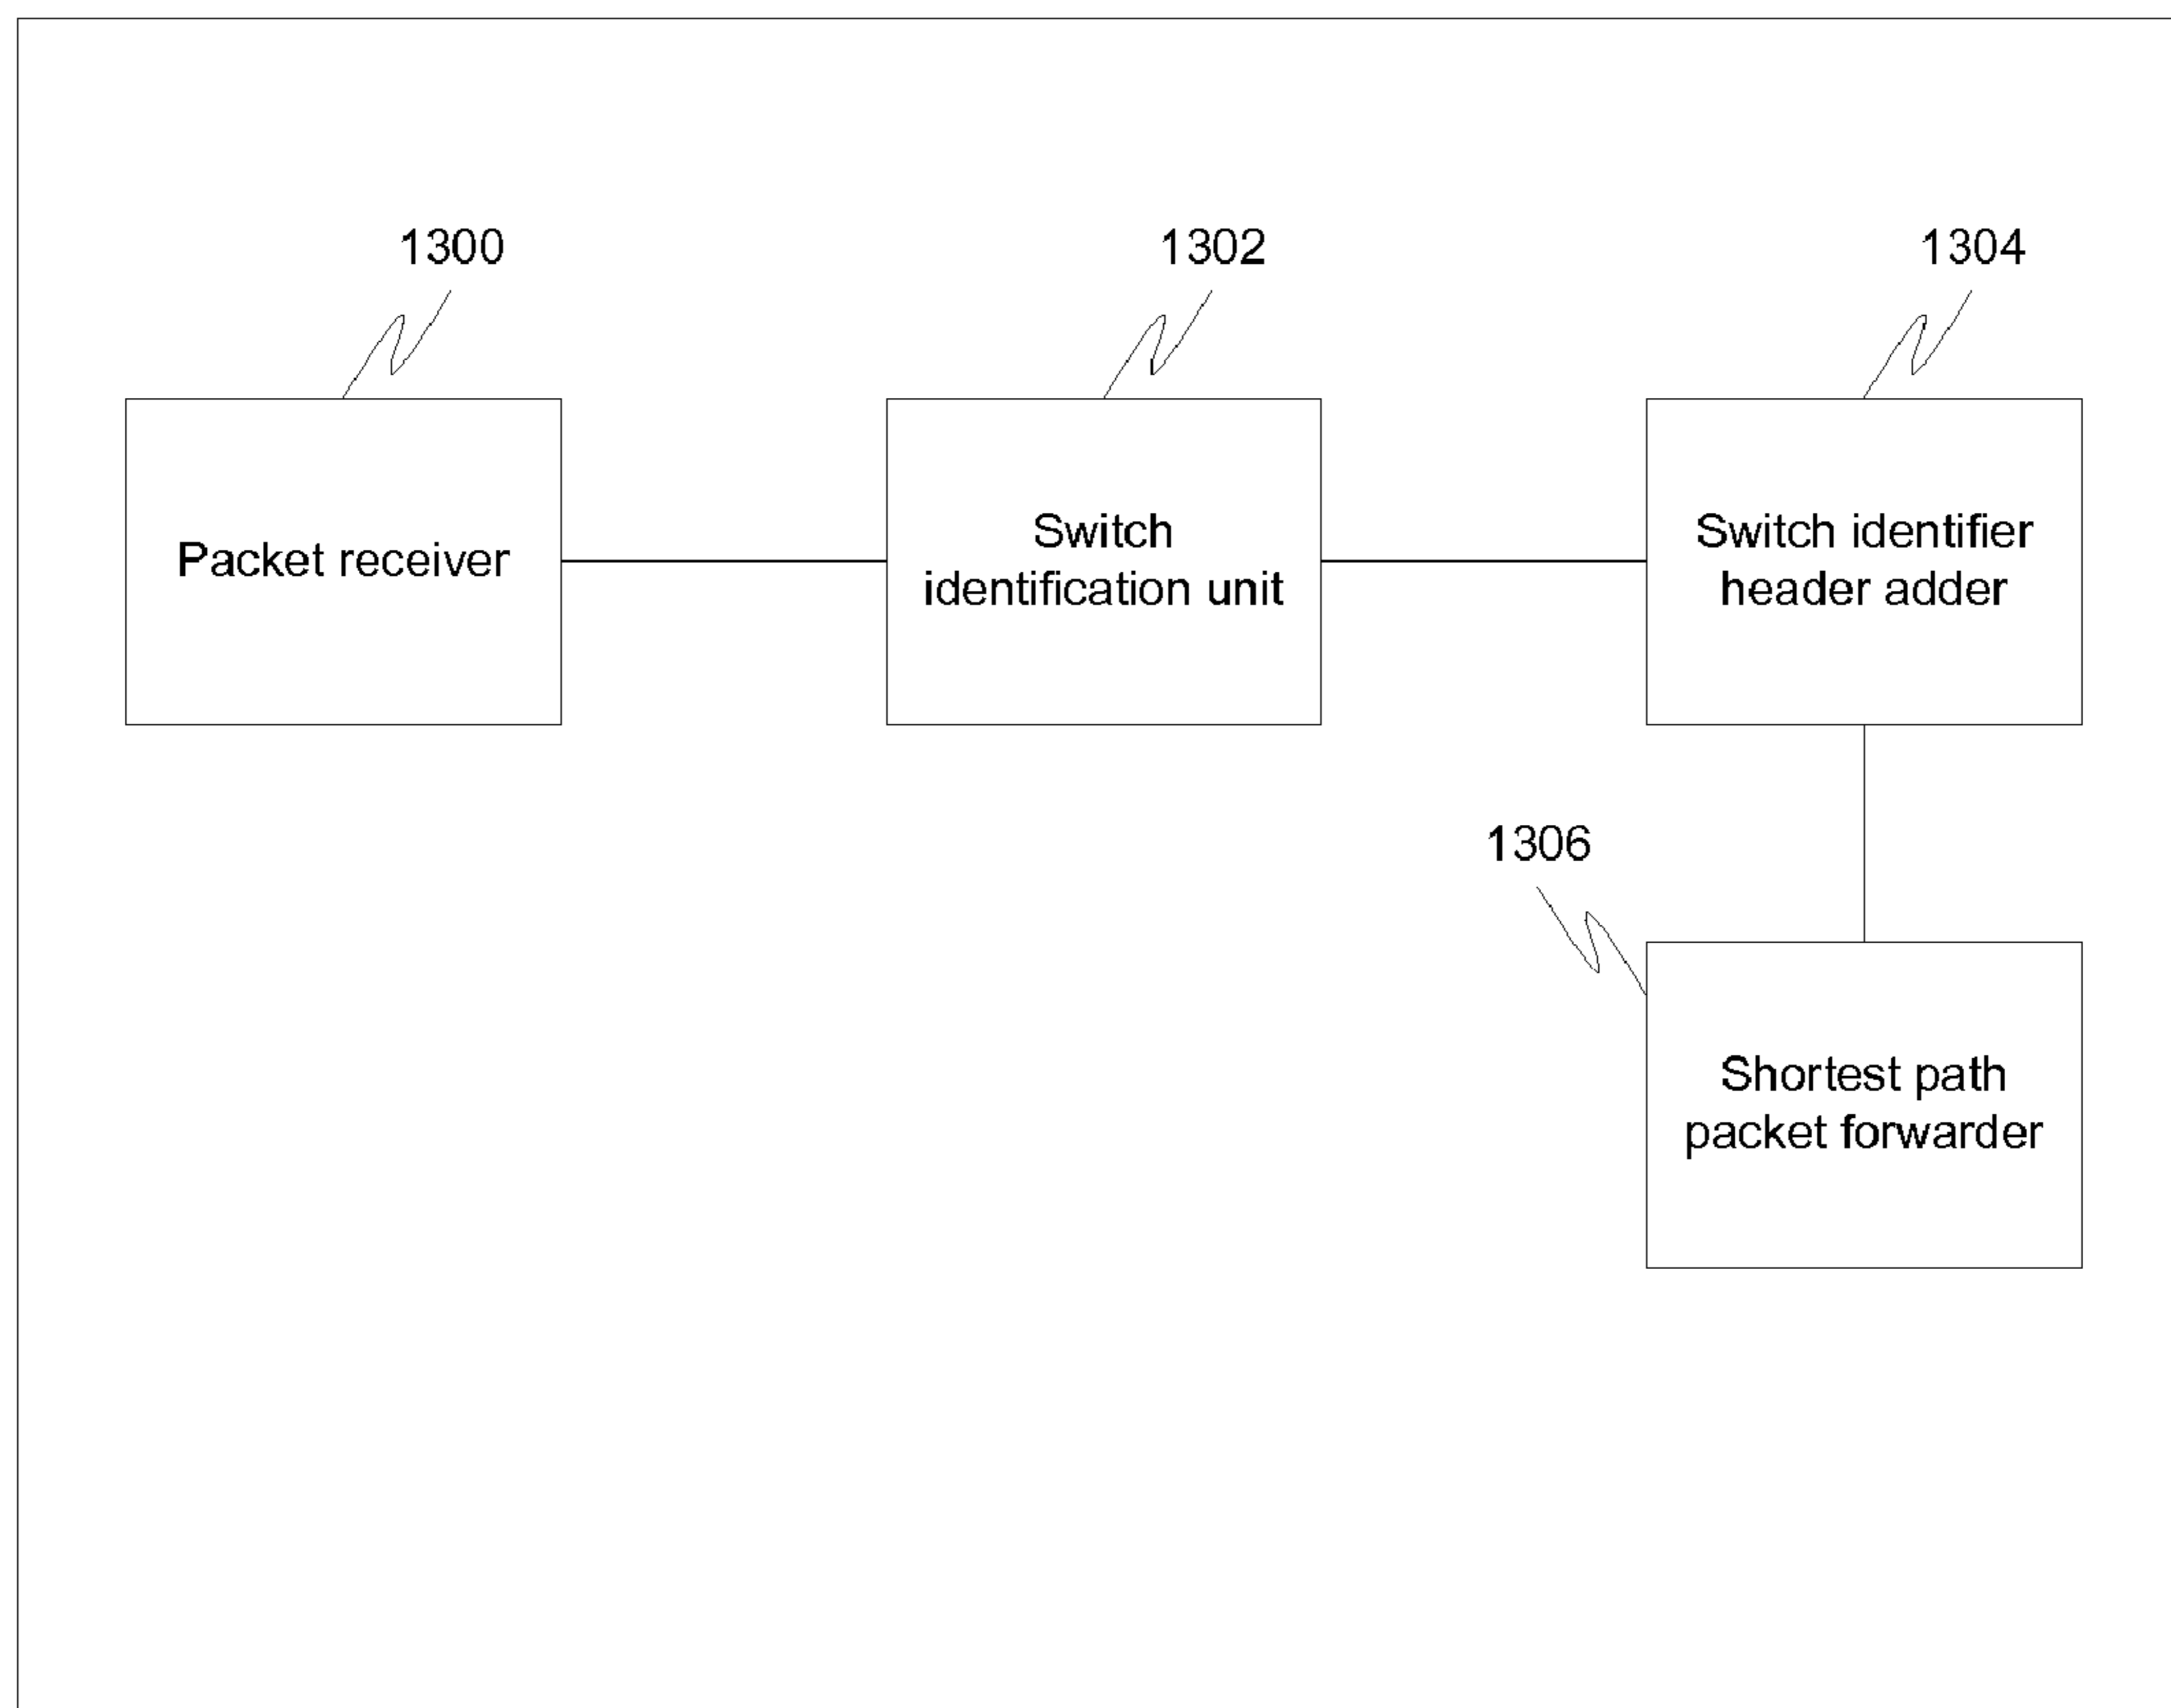 1300
1302
1304
Packet receiver
Switch
identification unit
Switch identifier
header adder
1306
Shortest path
packet forwarder